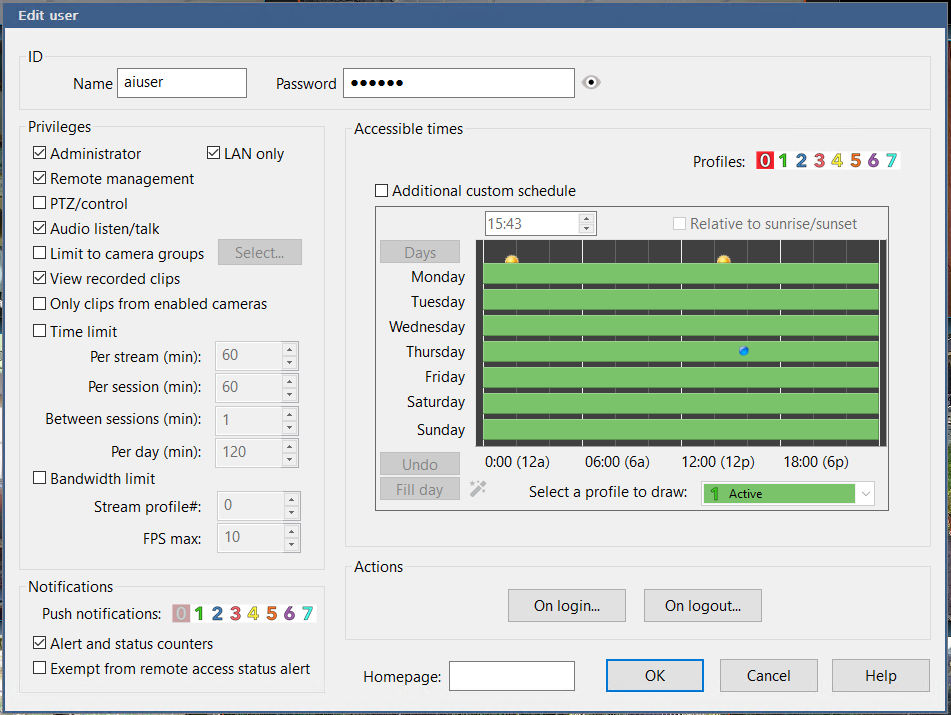 Edit user
ID
Name aiuser Password ●●●●●●
Privileges
Administrator LAN only
Remote management
PTZ/control
Audio listen/talk
Limit to camera groups Select...
View recorded clips
Only clips from enabled cameras
Time limit
Per stream (min): 60
Per session (min): 60
Between sessions (min): 1
Per day (min): 120
Bandwidth limit
Stream profile#: 0
FPS max: 10
Notifications
Push notifications: 0 1 2 3 4 5 6 7
Alert and status counters
Exempt from remote access status alert
Accessible times
Profiles: 0 1 2 3 4 5 6 7
Additional custom schedule
15:43 Relative to sunrise/sunset
Days
Monday
Tuesday
Wednesday
Thursday
Friday
Saturday
Sunday
Undo 0:00 (12a) 06:00 (6a) 12:00 (12p) 18:00 (6p)
Fill day Select a profile to draw: 1 Active
Actions
On login... On logout...
Homepage: OK Cancel Help